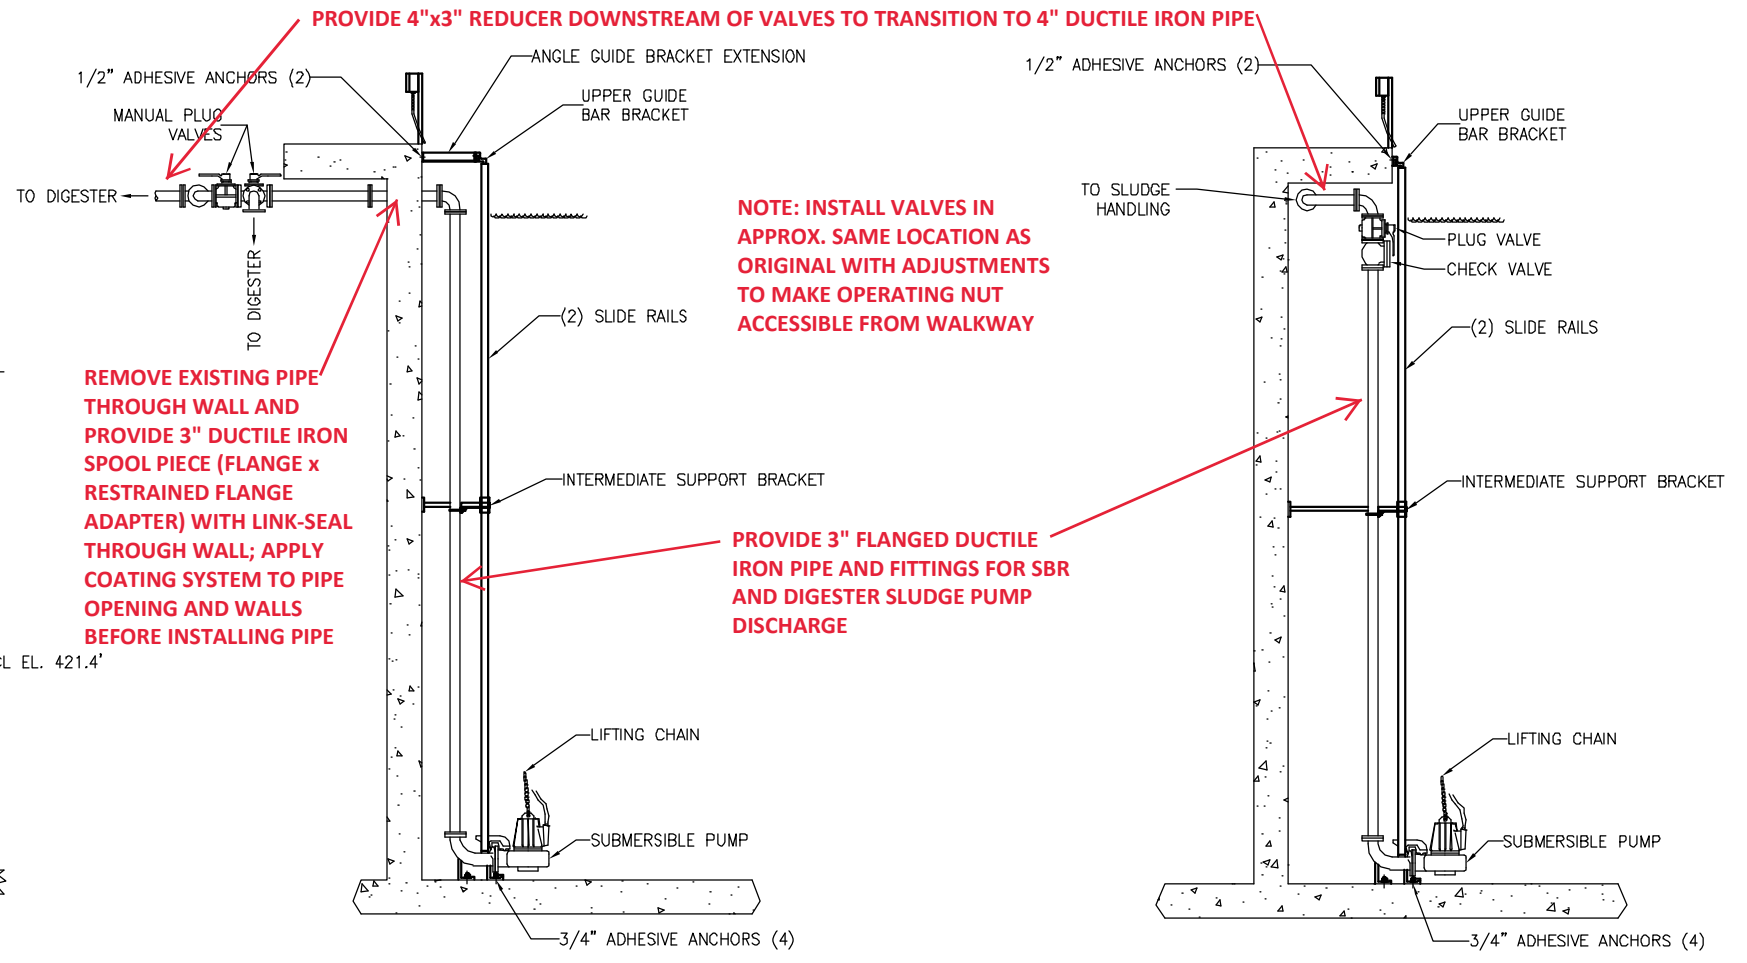 PROVIDE 4"x3" REDUCER DOWNSTREAM OF VALVES TO TRANSITION TO 4" DUCTILE IRON PIPE
ANGLE GUIDE BRACKET EXTENSION
1/2" ADHESIVE ANCHORS (2)
UPPER GUIDE
BAR BRACKET
MANUAL PLUG
VALVES
TO DIGESTER
TO DIGESTER
(2) SLIDE RAILS
REMOVE EXISTING PIPE
THROUGH WALL AND
PROVIDE 3" DUCTILE IRON
SPOOL PIECE (FLANGE x
RESTRAINED FLANGE
ADAPTER) WITH LINK-SEAL
THROUGH WALL; APPLY
COATING SYSTEM TO PIPE
OPENING AND WALLS
BEFORE INSTALLING PIPE
INTERMEDIATE SUPPORT BRACKET
EL. 421.4'
LIFTING CHAIN
SUBMERSIBLE PUMP
3/4" ADHESIVE ANCHORS (4)
NOTE: INSTALL VALVES IN
APPROX. SAME LOCATION AS
ORIGINAL WITH ADJUSTMENTS
TO MAKE OPERATING NUT
ACCESSIBLE FROM WALKWAY
PROVIDE 3" FLANGED DUCTILE
IRON PIPE AND FITTINGS FOR SBR
AND DIGESTER SLUDGE PUMP
DISCHARGE
1/2" ADHESIVE ANCHORS (2)
UPPER GUIDE
BAR BRACKET
TO SLUDGE
HANDLING
PLUG VALVE
CHECK VALVE
(2) SLIDE RAILS
INTERMEDIATE SUPPORT BRACKET
LIFTING CHAIN
SUBMERSIBLE PUMP
3/4" ADHESIVE ANCHORS (4)